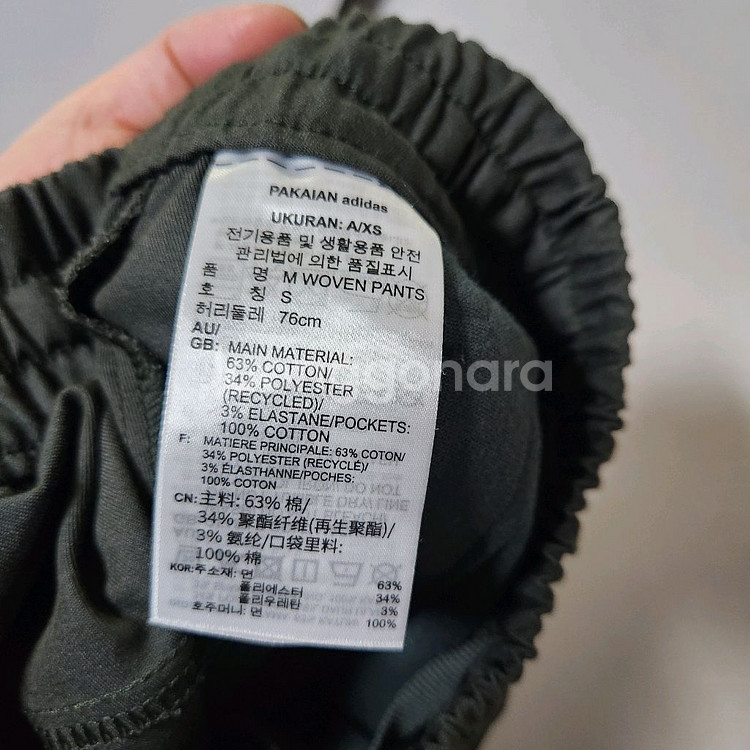 PAKAIAN adidas
UKURAN: A/XS
전기용품 및 생활용품 안전
관리법에 의한 품질표시
품 명 M WOVEN PANTS
호 칭 S
허리둘레 76cm
AU/
GB: MAIN MATERIAL:
63% COTTON/
34% POLYESTER
(RECYCLED)/
3% ELASTANE/POCKETS:
100% COTTON
F: MATIERE PRINCIPALE: 63% COTON/
34% POLYESTER (RECYCLÉ)/
3% ÉLASTHANNE/POCHES:
100% COTON
CN: 主料: 63% 棉/
34% 聚酯纤维(再生聚酯)/
3% 氨纶/口袋里料:
100% 棉
KOR: 주소재: 면 63%
폴리에스터 34%
폴리우레탄 3%
호주머니: 면 100%